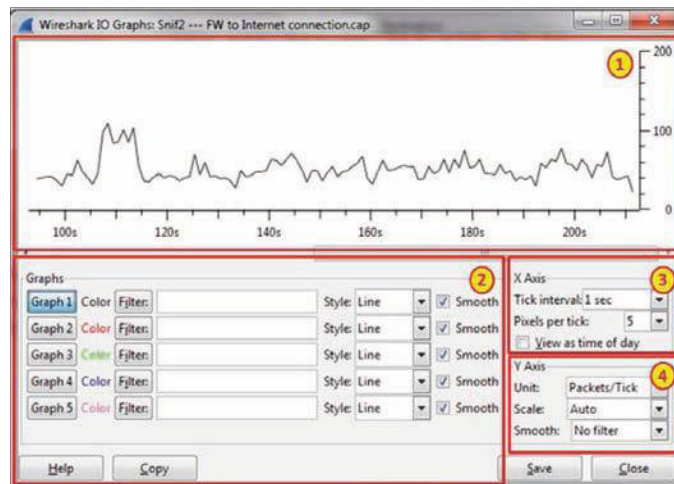 Wireshark IO Graphs: Snif2 --- FW to Internet connection.cap
1
200
100
0
100s 120s 140s 160s 180s 200s
Graphs
2
Graph 1 Color Filter: Style: Line Smooth
Graph 2 Color Filter: Style: Line Smooth
Graph 3 Color Filter: Style: Line Smooth
Graph 4 Color Filter: Style: Line Smooth
Graph 5 Color Filter: Style: Line Smooth
Help Copy
X Axis
3
Tick interval: 1 sec
Pixels per tick: 5
View as time of day
Y Axis
4
Unit: Packets/Tick
Scale: Auto
Smooth: No filter
Save Close